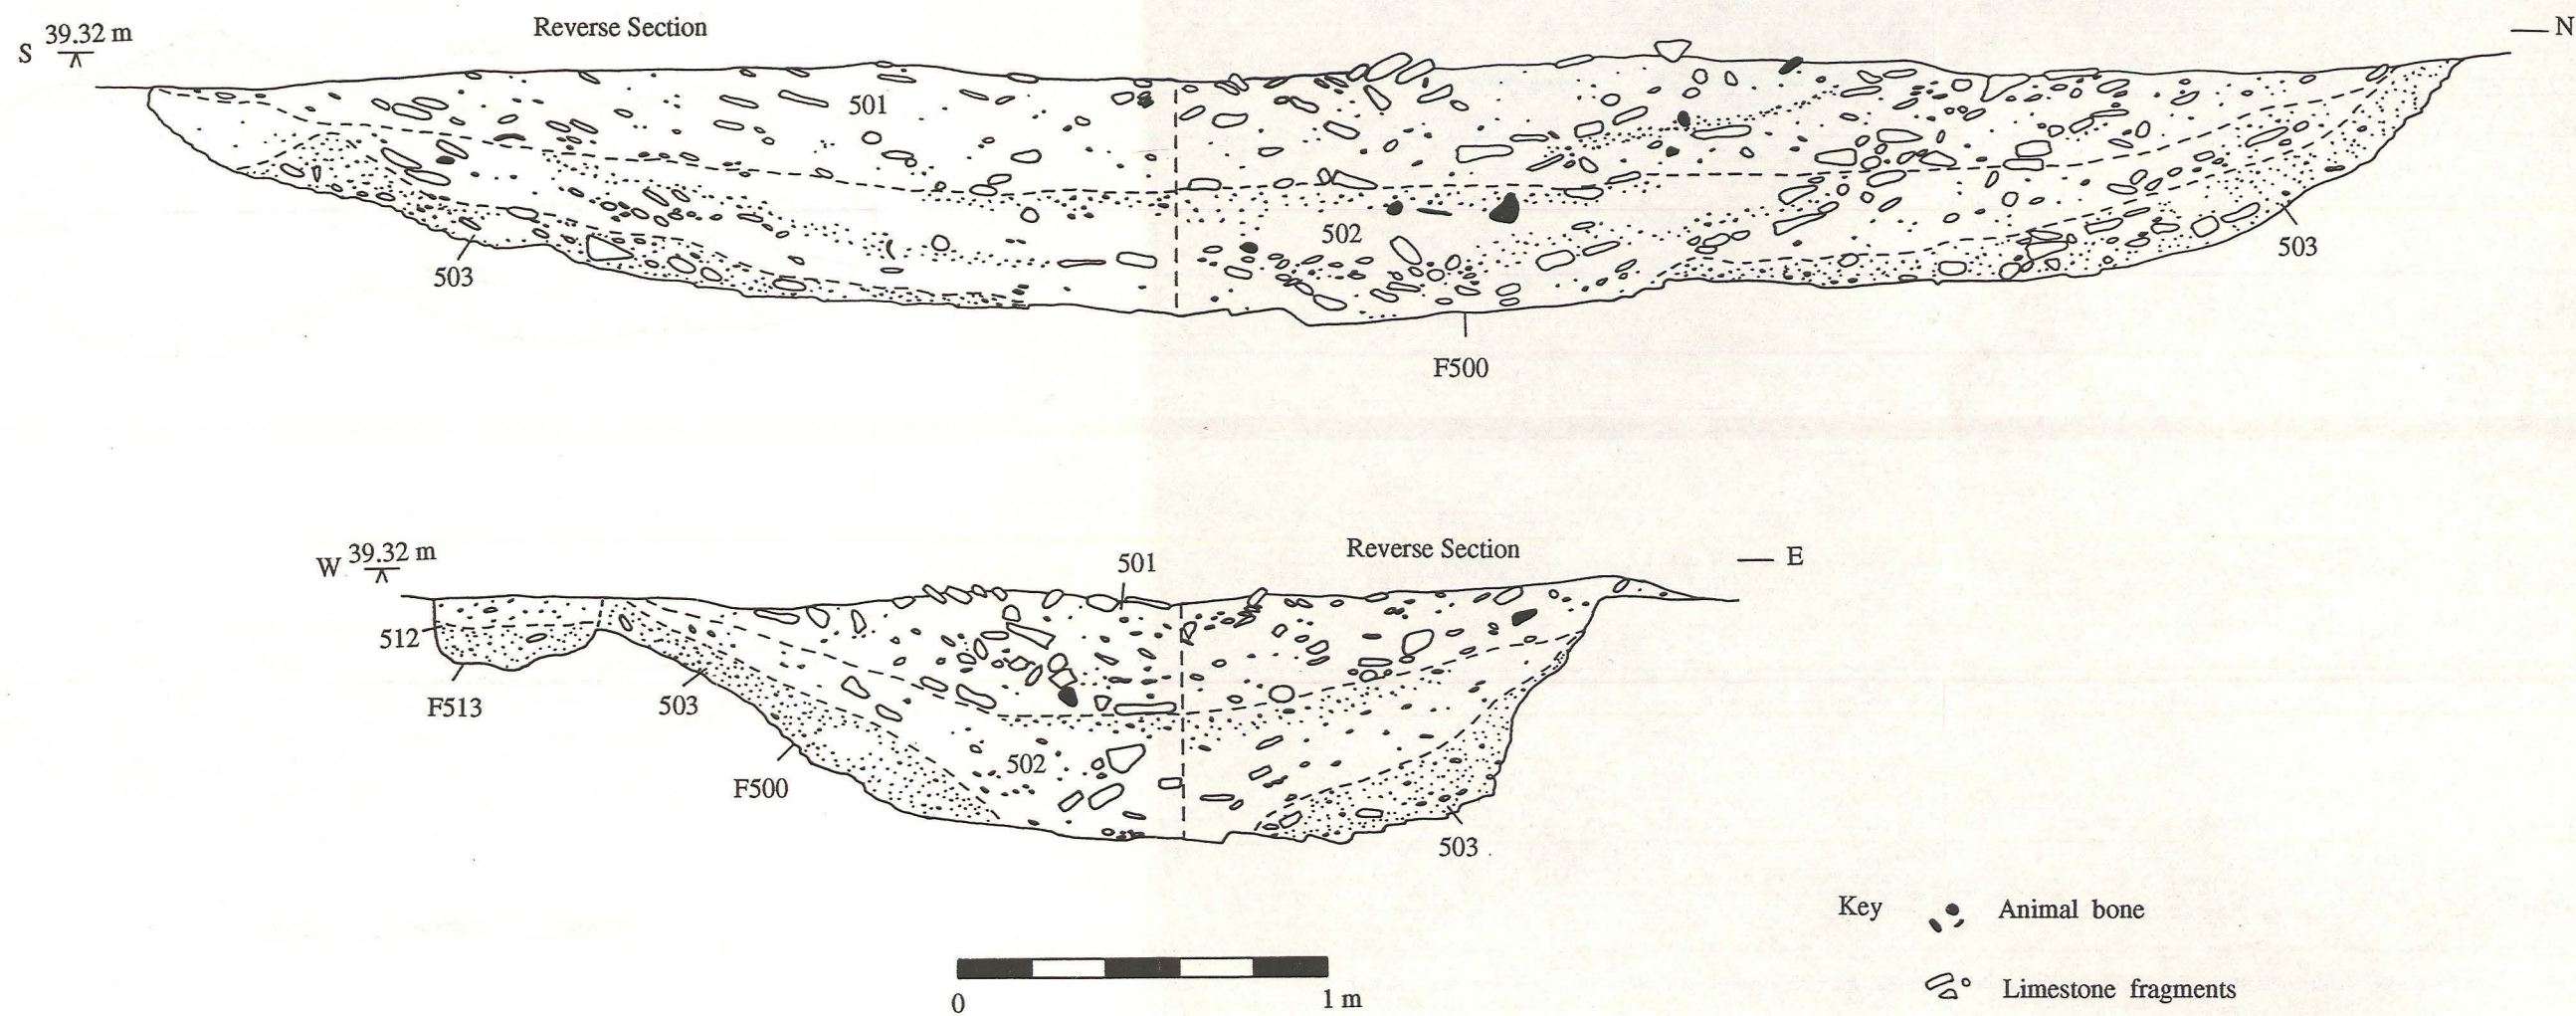 Reverse Section
S 39.32 m
N
501
502
503
503
F500
W 39.32 m
501
Reverse Section
E
512
F513
503
502
F500
503
Key
Animal bone
Limestone fragments
0
1 m